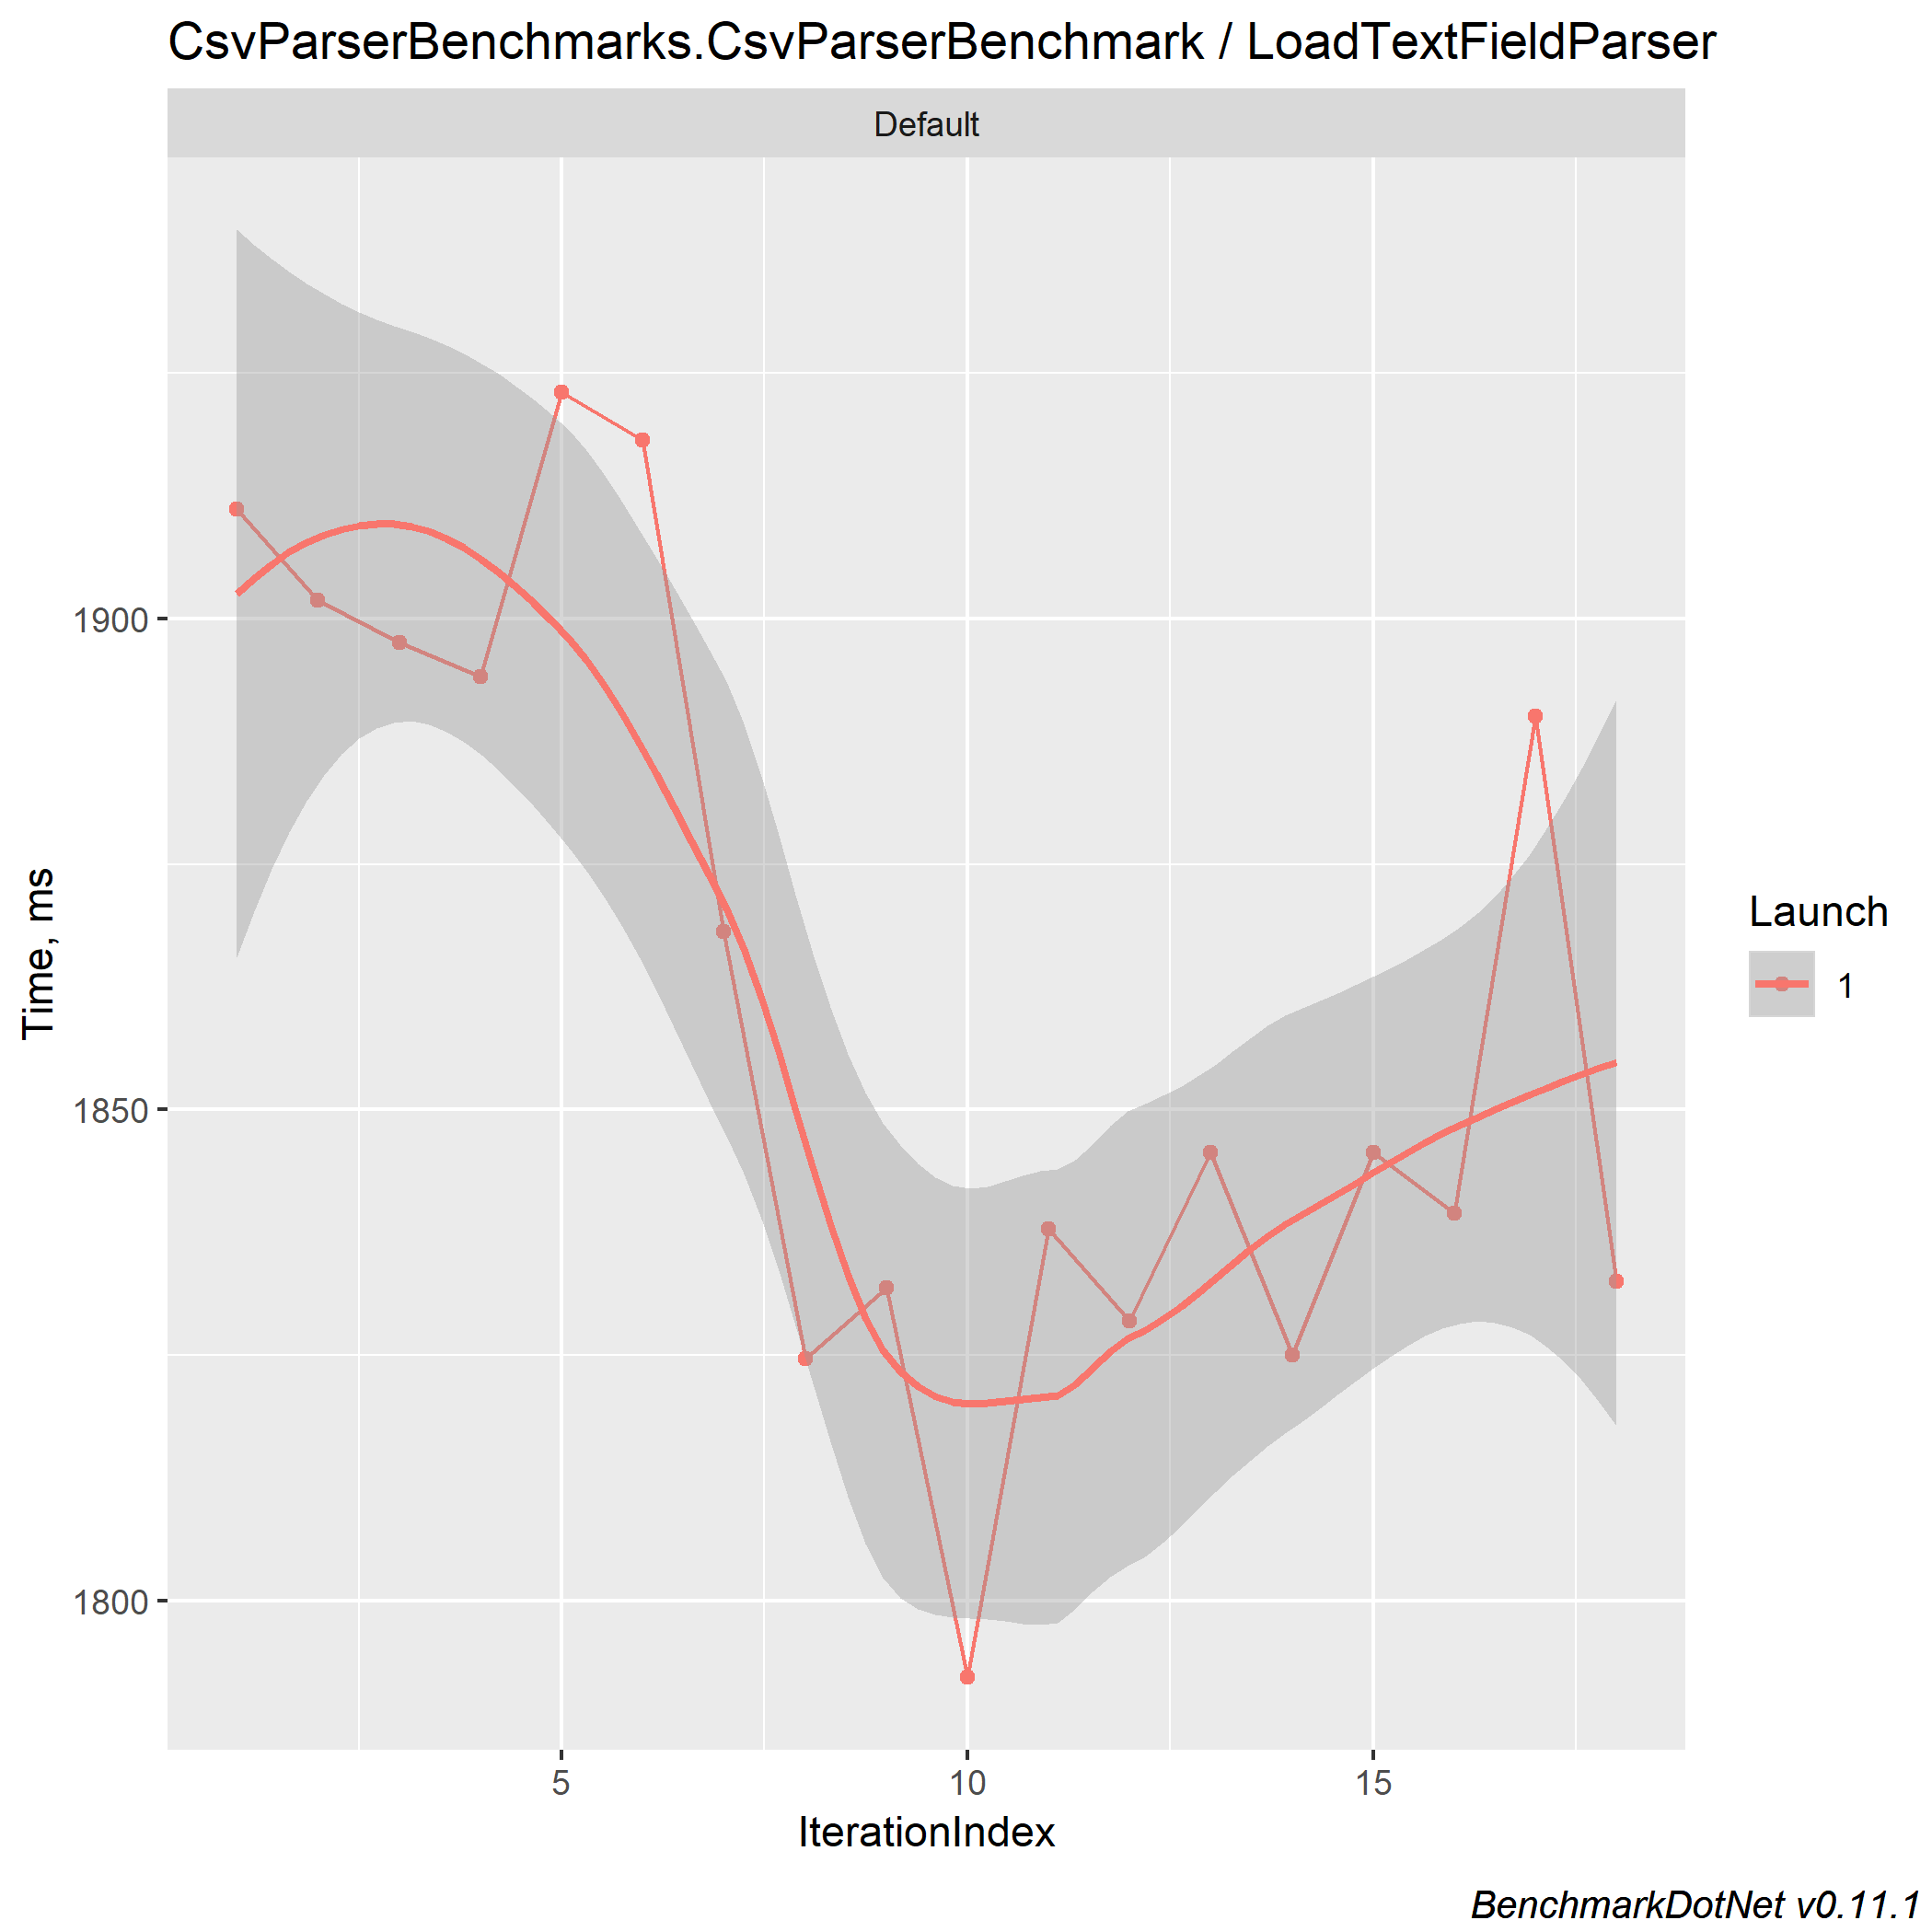 CsvParserBenchmarks.CsvParserBenchmark / LoadTextFieldParser
Default
1900
1850
1800
Time, ms
5 10 15
IterationIndex
Launch
1
BenchmarkDotNet v0.11.1